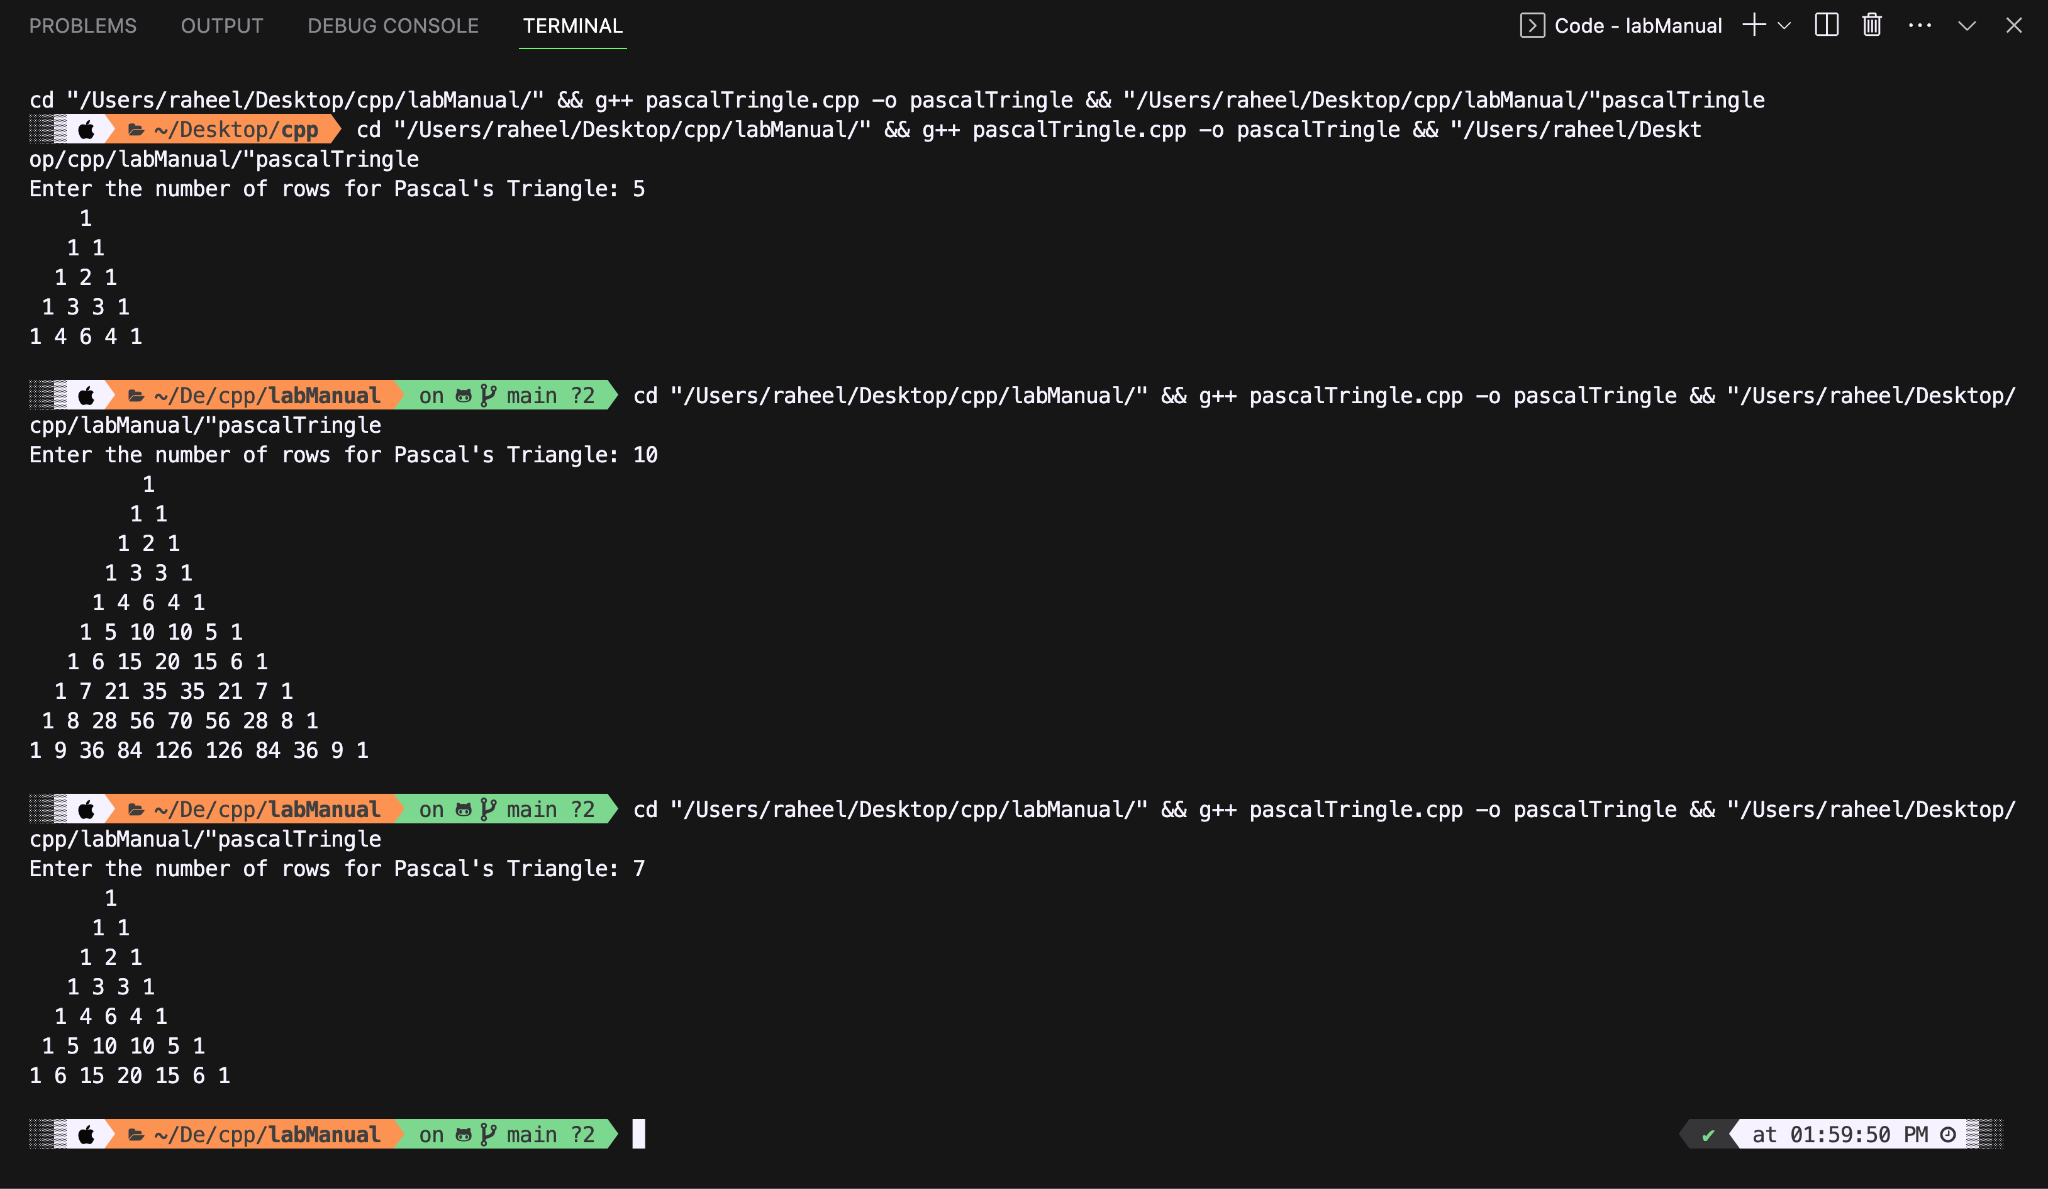 PROBLEMS OUTPUT DEBUG CONSOLE TERMINAL Code - labManual
cd "/Users/raheel/Desktop/cpp/labManual/" && g++ pascalTringle.cpp -o pascalTringle && "/Users/raheel/Desktop/cpp/labManual/"pascalTringle
~/Desktop/cpp cd "/Users/raheel/Desktop/cpp/labManual/" && g++ pascalTringle.cpp -o pascalTringle && "/Users/raheel/Deskt
op/cpp/labManual/"pascalTringle
Enter the number of rows for Pascal's Triangle: 5
    1
   1 1
  1 2 1
 1 3 3 1
1 4 6 4 1
~/De/cpp/labManual on main ?2 cd "/Users/raheel/Desktop/cpp/labManual/" && g++ pascalTringle.cpp -o pascalTringle && "/Users/raheel/Desktop/
cpp/labManual/"pascalTringle
Enter the number of rows for Pascal's Triangle: 10
         1
        1 1
       1 2 1
      1 3 3 1
     1 4 6 4 1
    1 5 10 10 5 1
   1 6 15 20 15 6 1
  1 7 21 35 35 21 7 1
 1 8 28 56 70 56 28 8 1
1 9 36 84 126 126 84 36 9 1
~/De/cpp/labManual on main ?2 cd "/Users/raheel/Desktop/cpp/labManual/" && g++ pascalTringle.cpp -o pascalTringle && "/Users/raheel/Desktop/
cpp/labManual/"pascalTringle
Enter the number of rows for Pascal's Triangle: 7
      1
     1 1
    1 2 1
   1 3 3 1
  1 4 6 4 1
 1 5 10 10 5 1
1 6 15 20 15 6 1
~/De/cpp/labManual on main ?2 ✔ at 01:59:50 PM